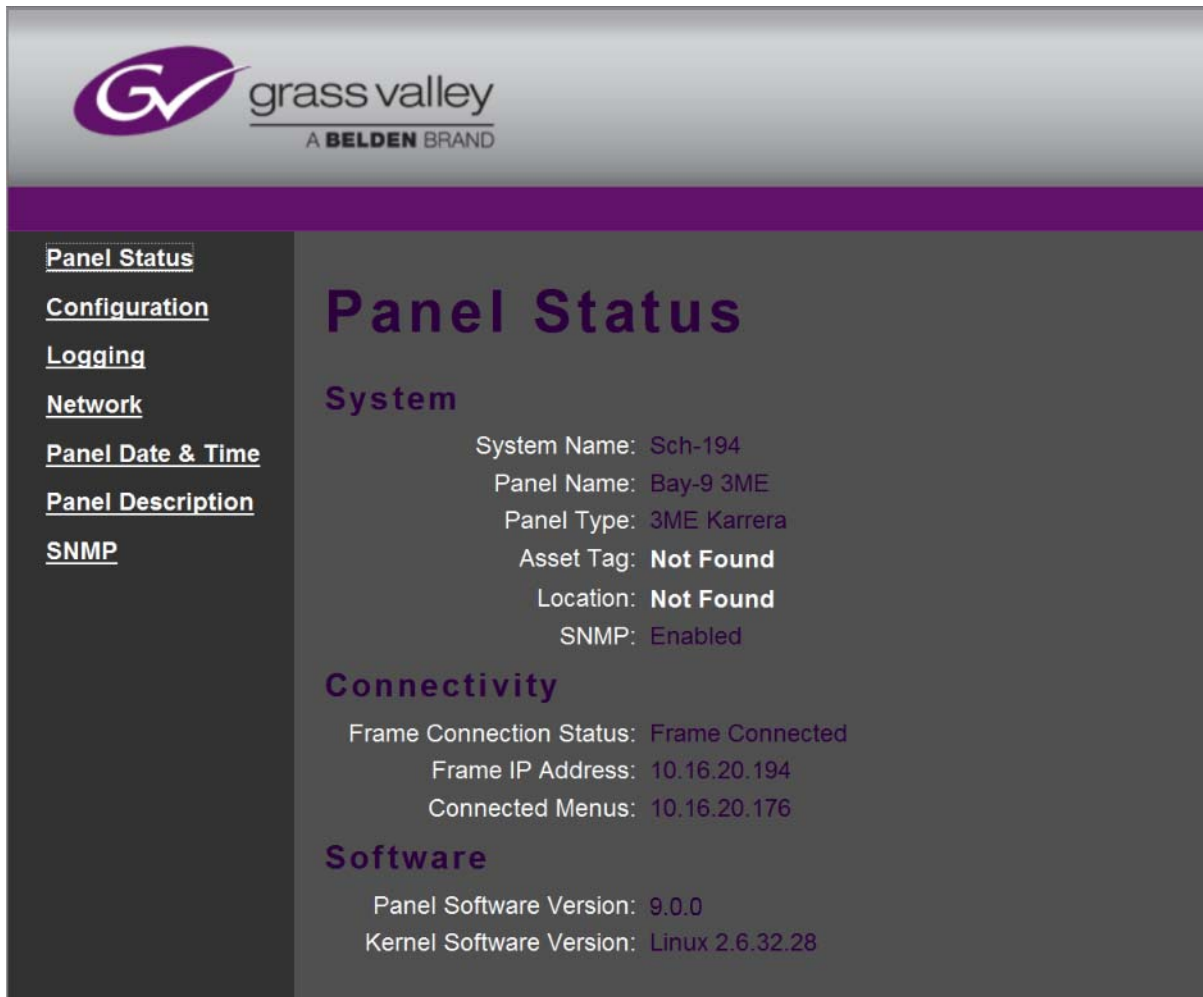 GV
grass valley
A BELDEN BRAND
Panel Status
Configuration
Logging
Network
Panel Date & Time
Panel Description
SNMP
Panel Status
System
System Name: Sch-194
Panel Name: Bay-9 3ME
Panel Type: 3ME Karrera
Asset Tag: Not Found
Location: Not Found
SNMP: Enabled
Connectivity
Frame Connection Status: Frame Connected
Frame IP Address: 10.16.20.194
Connected Menus: 10.16.20.176
Software
Panel Software Version: 9.0.0
Kernel Software Version: Linux 2.6.32.28